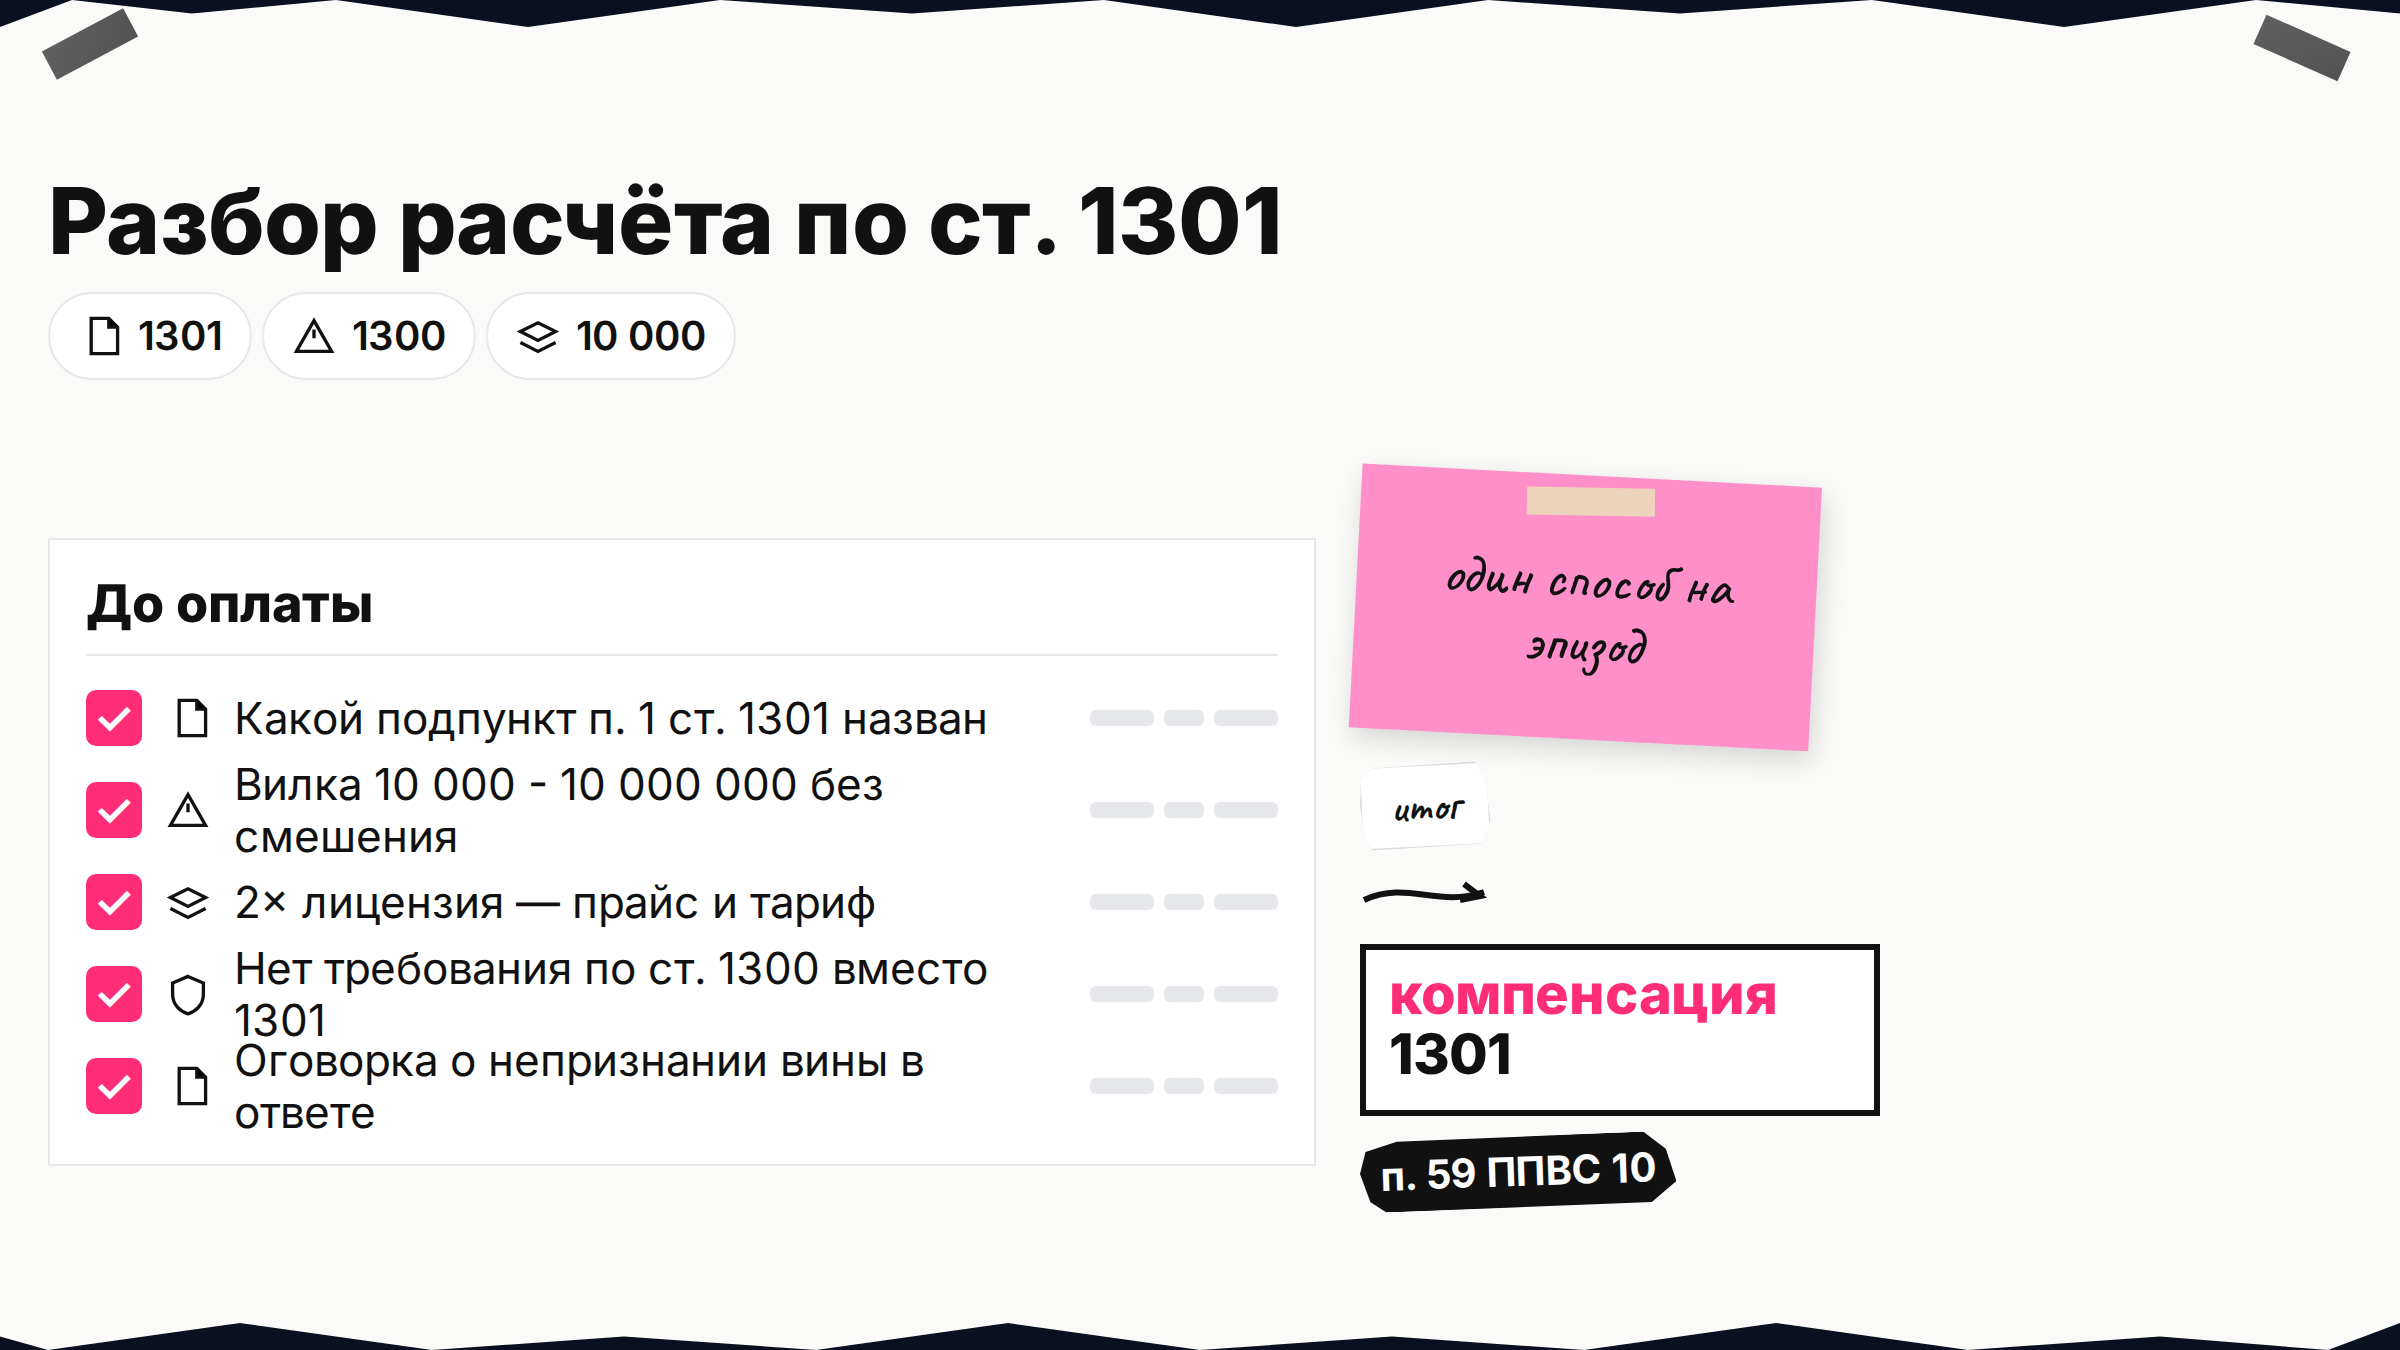 Разбор расчёта по ст. 1301
1301
1300
10 000
До оплаты
Какой подпункт п. 1 ст. 1301 назван
Вилка 10 000 - 10 000 000 без
смешения
2× лицензия — прайс и тариф
Нет требования по ст. 1300 вместо
1301
Оговорка о непризнании вины в
ответе
один способ на
эпизод
итог
компенсация
1301
п. 59 ППВС 10